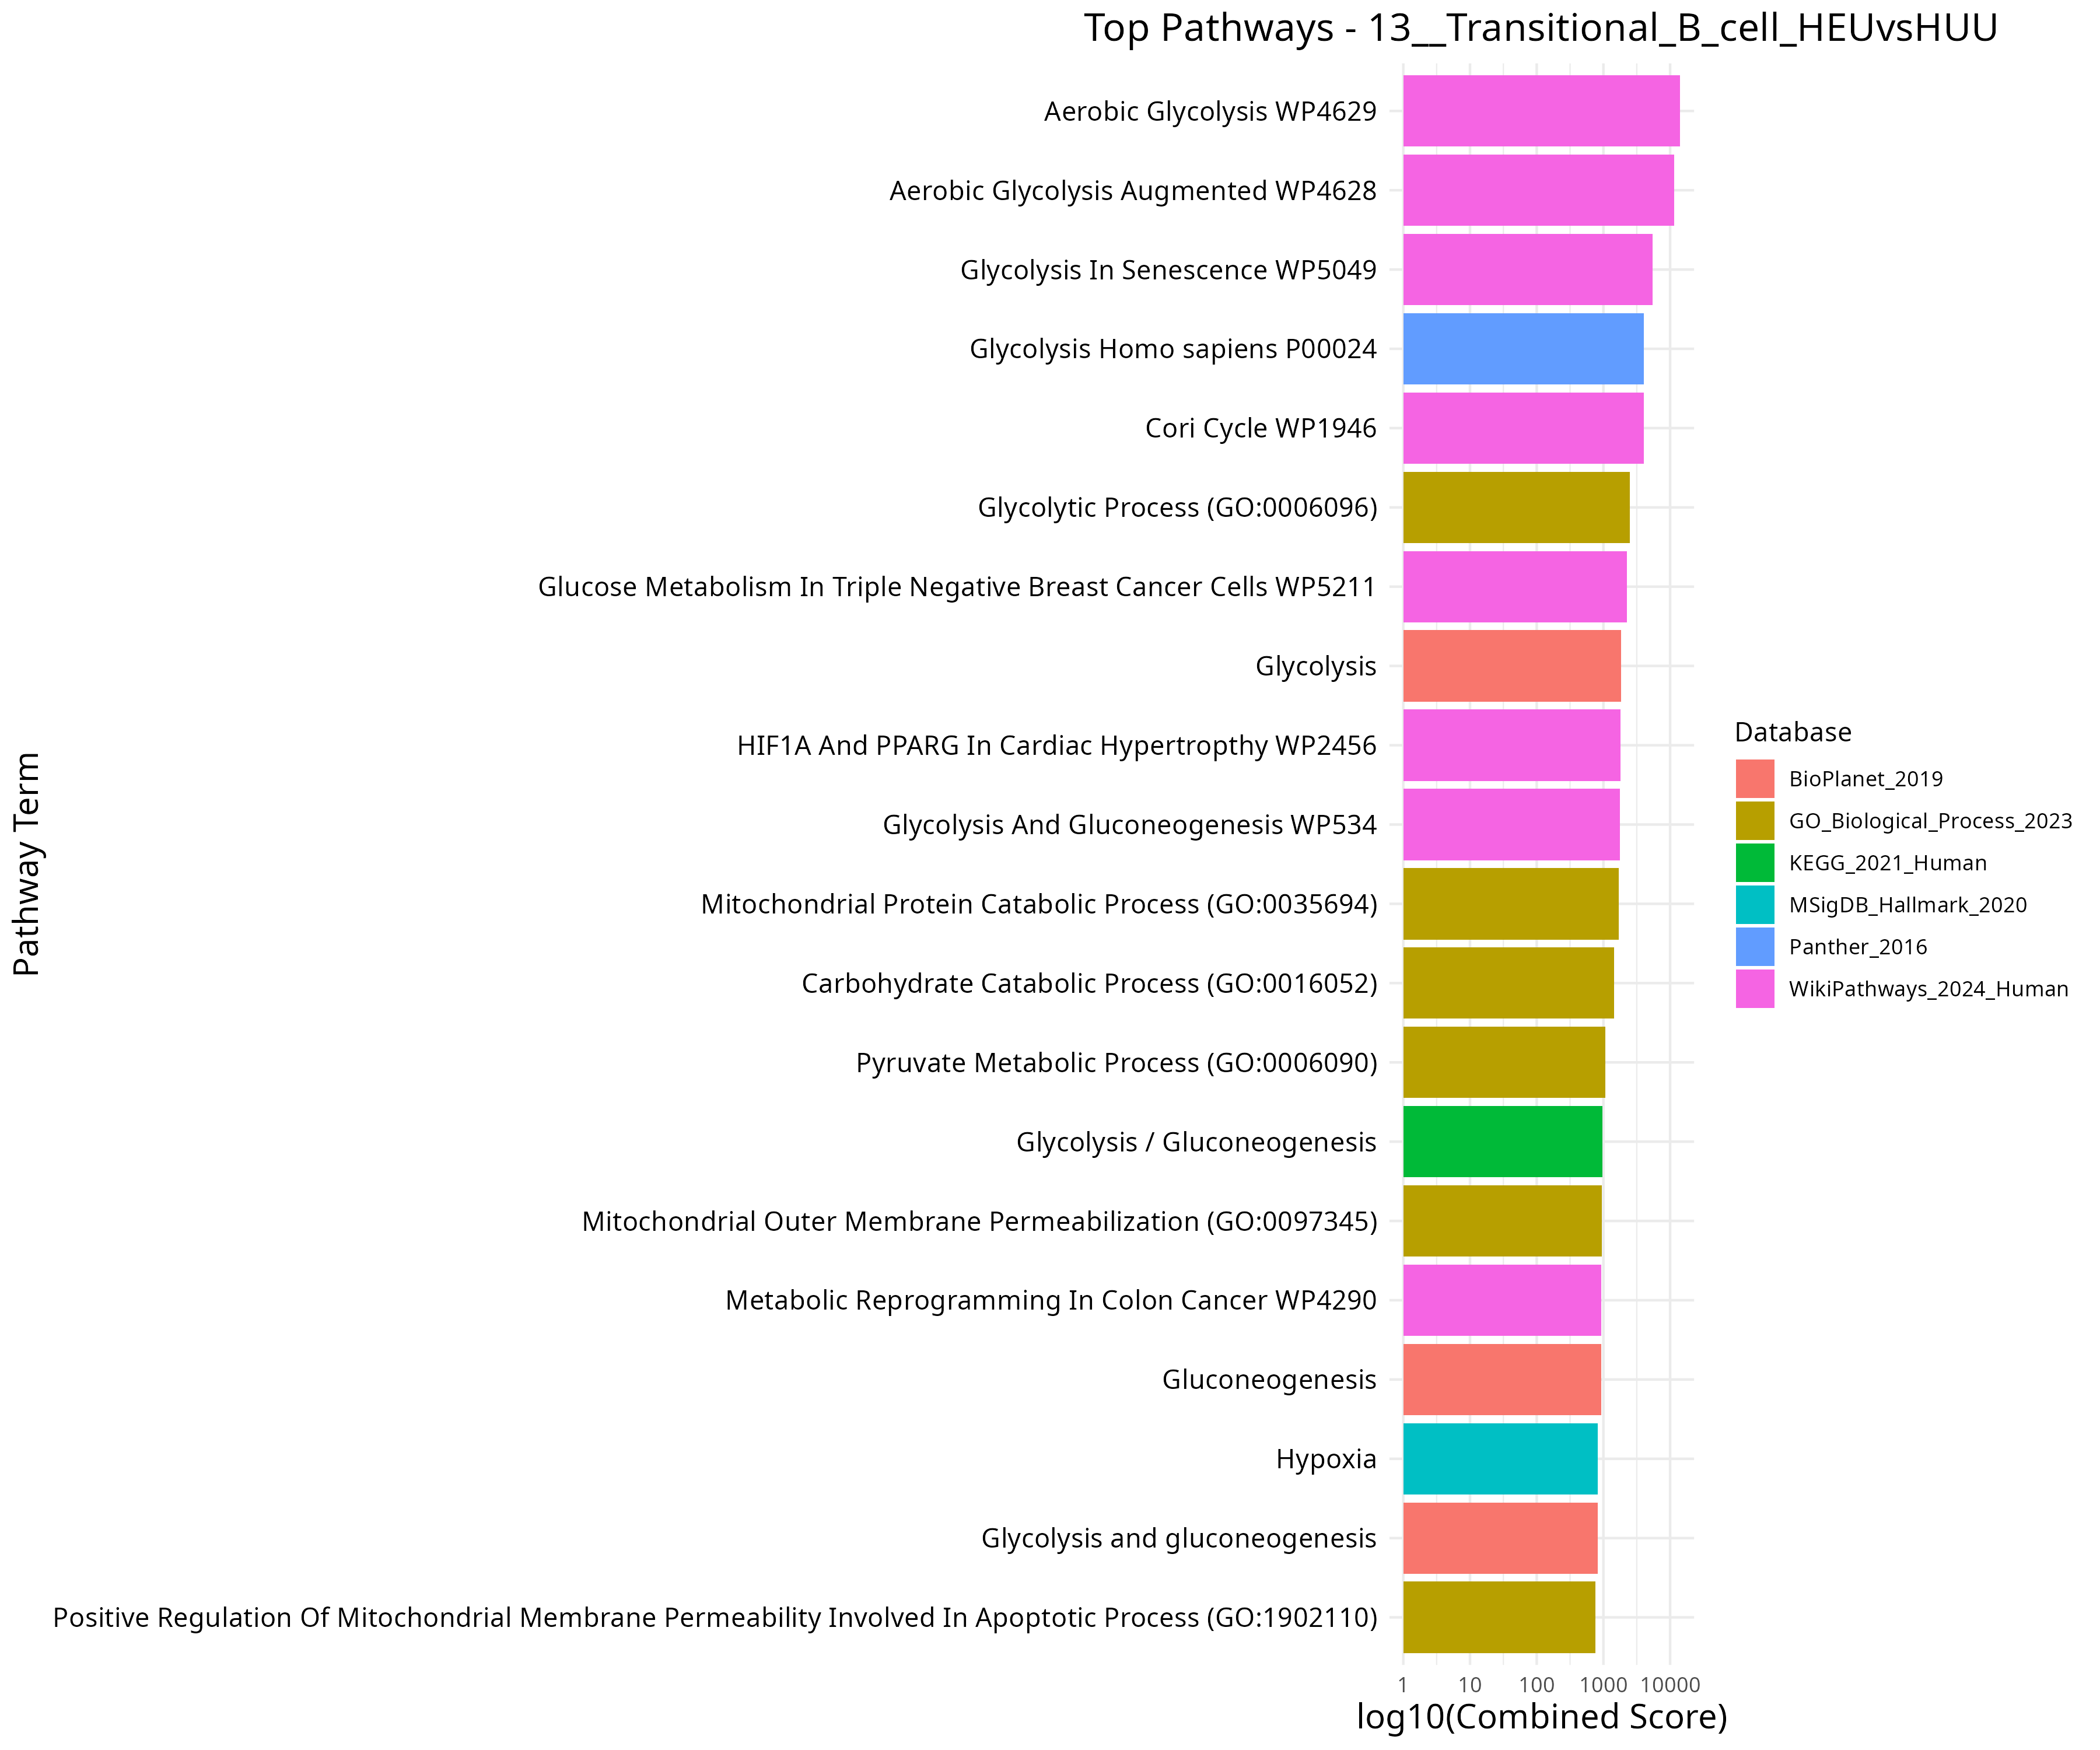 Top Pathways - 13__Transitional_B_cell_HEUvsHUU
Pathway Term
Aerobic Glycolysis WP4629
Aerobic Glycolysis Augmented WP4628
Glycolysis In Senescence WP5049
Glycolysis Homo sapiens P00024
Cori Cycle WP1946
Glycolytic Process (GO:0006096)
Glucose Metabolism In Triple Negative Breast Cancer Cells WP5211
Glycolysis
HIF1A And PPARG In Cardiac Hypertropthy WP2456
Glycolysis And Gluconeogenesis WP534
Mitochondrial Protein Catabolic Process (GO:0035694)
Carbohydrate Catabolic Process (GO:0016052)
Pyruvate Metabolic Process (GO:0006090)
Glycolysis / Gluconeogenesis
Mitochondrial Outer Membrane Permeabilization (GO:0097345)
Metabolic Reprogramming In Colon Cancer WP4290
Gluconeogenesis
Hypoxia
Glycolysis and gluconeogenesis
Positive Regulation Of Mitochondrial Membrane Permeability Involved In Apoptotic Process (GO:1902110)
1 10 100 1000 10000
log10(Combined Score)
Database
BioPlanet_2019
GO_Biological_Process_2023
KEGG_2021_Human
MSigDB_Hallmark_2020
Panther_2016
WikiPathways_2024_Human